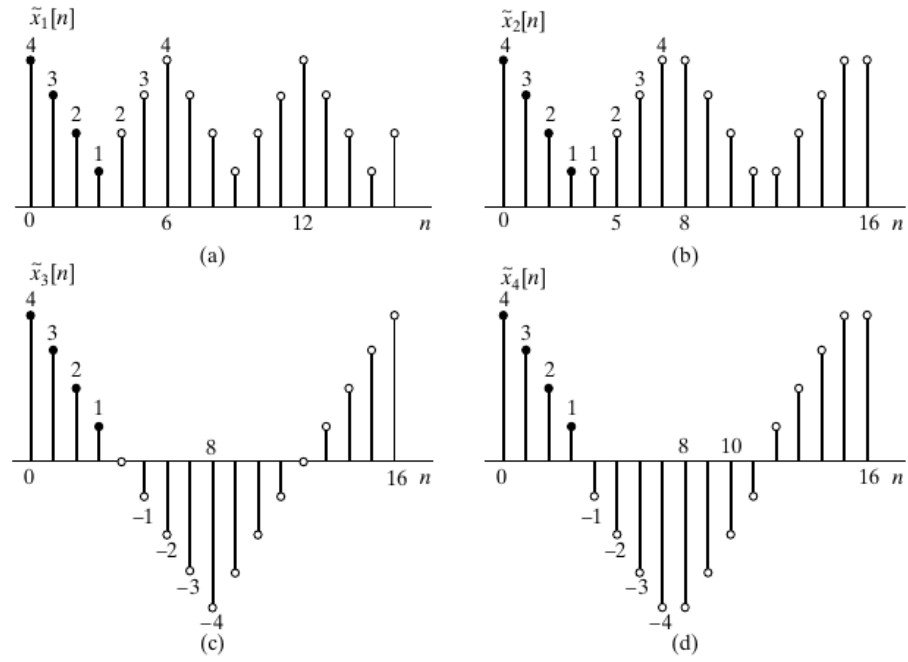 x̃₁[n]
4 3 2 1 2 3 4
0 6 12 n
(a)
x̃₂[n]
4 3 2 1 1 2 3 4
0 5 8 16 n
(b)
x̃₃[n]
4 3 2 1 8
0 16 n
−1
−2
−3
−4
(c)
x̃₄[n]
4 3 2 1 8 10
0 16 n
−1
−2
−3
−4
(d)